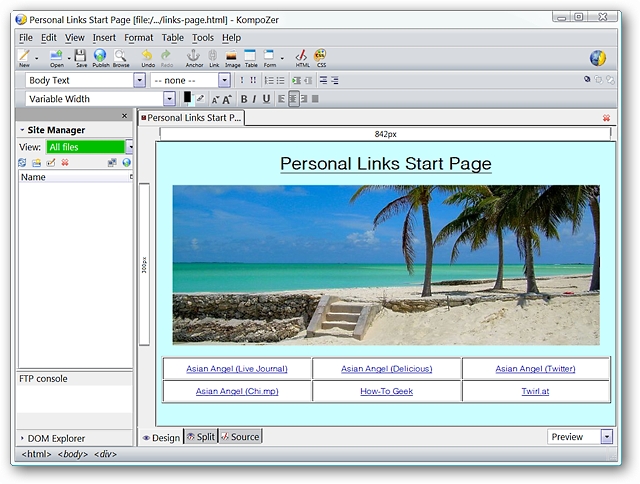 Personal Links Start Page [file:/.../links-page.html] - KompoZer
File Edit View Insert Format Table Tools Help
New Open Save Publish Browse Undo Redo Anchor Link Image Table Form HTML CSS
Body Text -- none --
Variable Width B I U
Site Manager
View: All files
Name
FTP console
DOM Explorer
Personal Links Start P...
842px
300px
Personal Links Start Page
Asian Angel (Live Journal) Asian Angel (Delicious) Asian Angel (Twitter)
Asian Angel (Chi.mp) How-To Geek Twirl.at
Design Split Source Preview
<html> <body> <div>